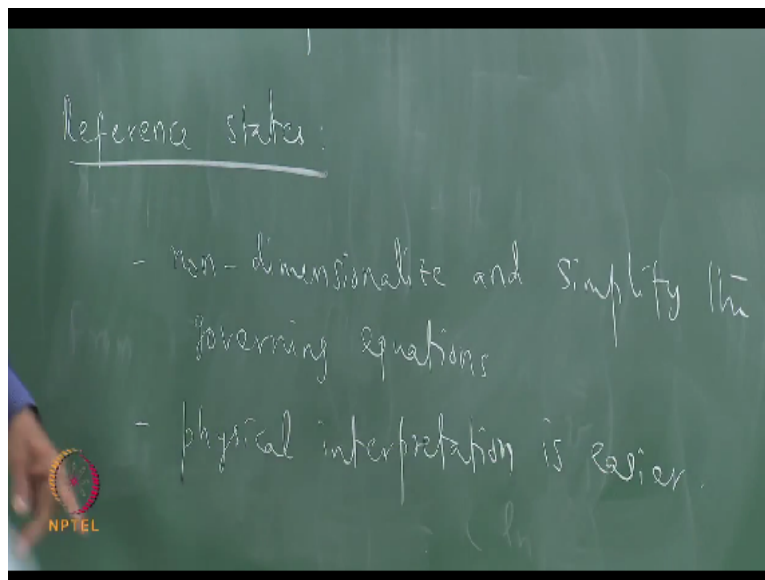 Reference states:
- non-dimensionalize and simplify the
governing equations
- physical interpretation is easier.
NPTEL